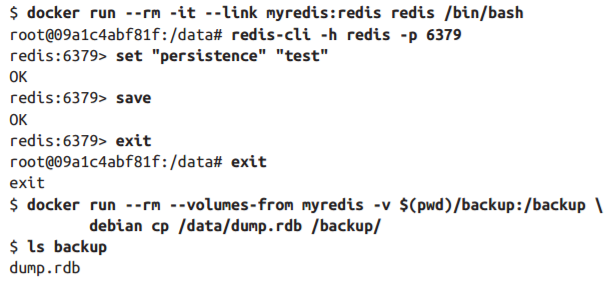 $ docker run --rm -it --link myredis:redis redis /bin/bash
root@09a1c4abf81f:/data# redis-cli -h redis -p 6379
redis:6379> set "persistence" "test"
OK
redis:6379> save
OK
redis:6379> exit
root@09a1c4abf81f:/data# exit
exit
$ docker run --rm --volumes-from myredis -v $(pwd)/backup:/backup \
        debian cp /data/dump.rdb /backup/
$ ls backup
dump.rdb